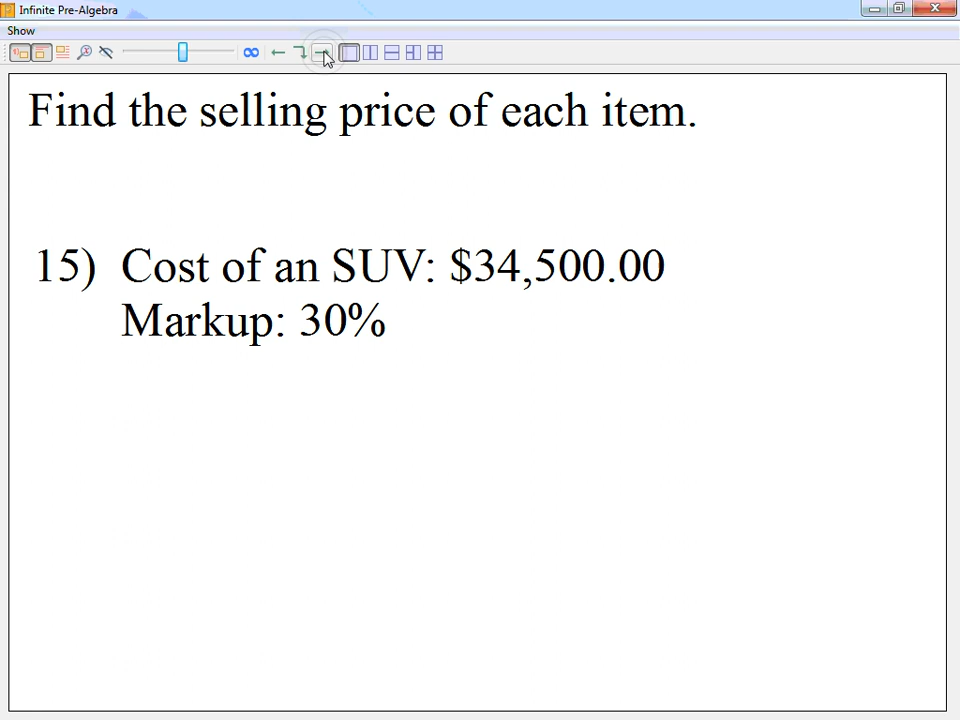 Infinite Pre-Algebra
Show
Find the selling price of each item.
15) Cost of an SUV: $34,500.00
Markup: 30%